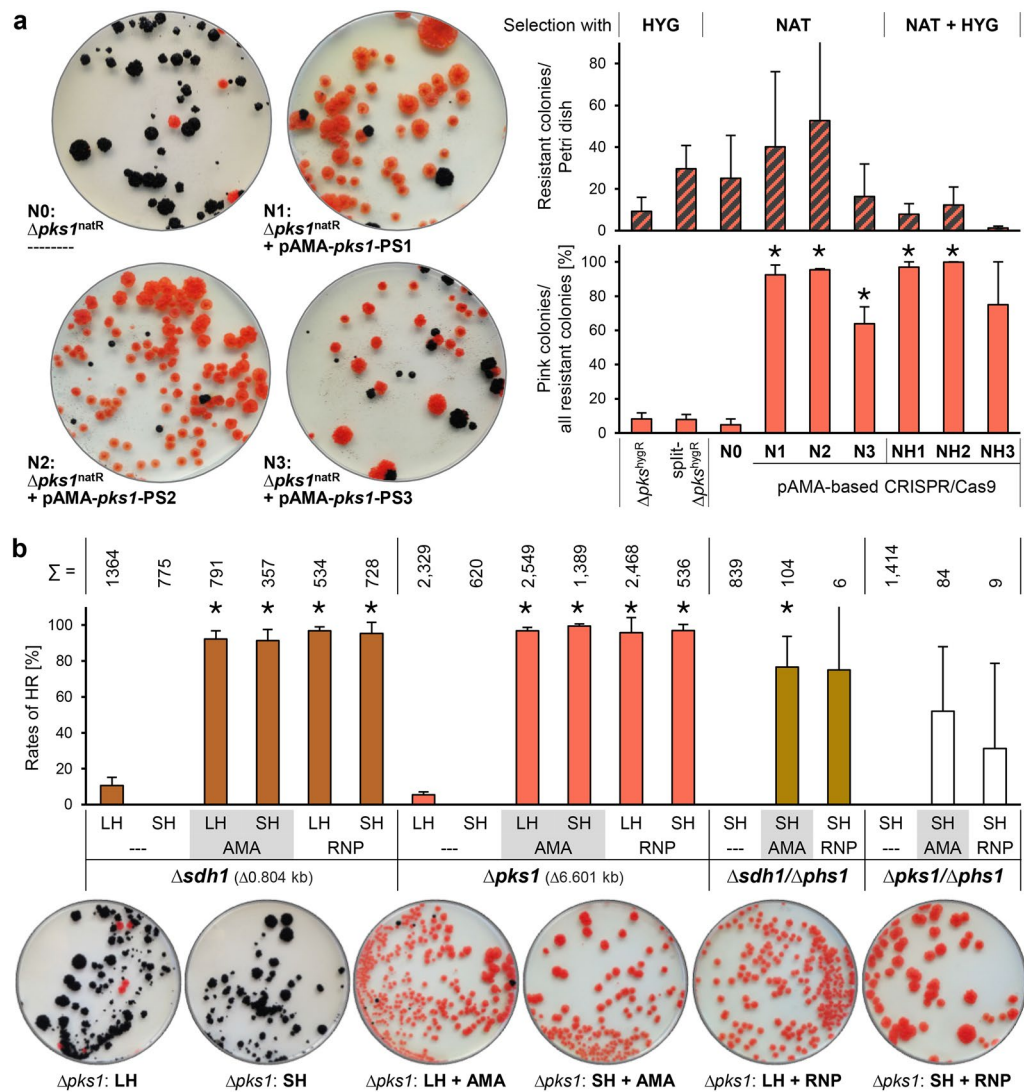 a
Selection with HYG NAT NAT + HYG
Resistant colonies/
Petri dish
80
60
40
20
0
N0:
Δpks1natR
--------
N1:
Δpks1natR
+ pAMA-pks1-PS1
N2:
Δpks1natR
+ pAMA-pks1-PS2
N3:
Δpks1natR
+ pAMA-pks1-PS3
Pink colonies/
all resistant colonies [%]
100
80
60
40
20
0
* * * * *
ΔpkshygR
split-
ΔpkshygR
N0 N1 N2 N3 NH1 NH2 NH3
pAMA-based CRISPR/Cas9
b
Σ = 1364 775 791 357 534 728 2,329 620 2,549 1,389 2,468 536 839 104 6 1,414 84 9
Rates of HR [%]
100
80
60
40
20
0
* * * * * * * * *
LH SH LH SH LH SH LH SH LH SH LH SH SH SH SH SH SH SH
--- AMA RNP --- AMA RNP --- AMA RNP --- AMA RNP
Δsdh1 (Δ0.804 kb) Δpks1 (Δ6.601 kb) Δsdh1/Δphs1 Δpks1/Δphs1
Δpks1: LH Δpks1: SH Δpks1: LH + AMA Δpks1: SH + AMA Δpks1: LH + RNP Δpks1: SH + RNP